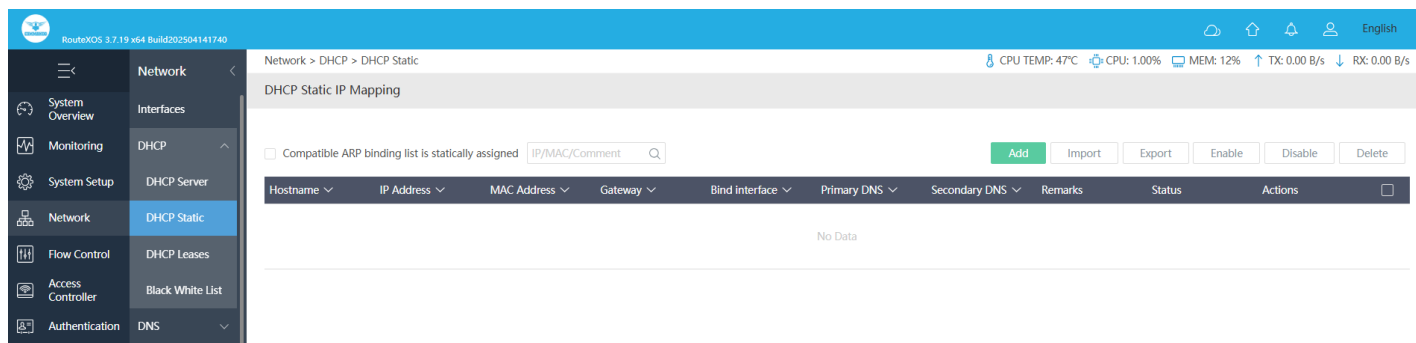 RouteXOS 3.7.19 x64 Build202504141740
English
Network > DHCP > DHCP Static
CPU TEMP: 47℃ CPU: 1.00% MEM: 12% TX: 0.00 B/s RX: 0.00 B/s
DHCP Static IP Mapping
System Overview
Monitoring
System Setup
Network
Flow Control
Access Controller
Authentication
Network
Interfaces
DHCP
DHCP Server
DHCP Static
DHCP Leases
Black White List
DNS
Compatible ARP binding list is statically assigned IP/MAC/Comment
Add Import Export Enable Disable Delete
Hostname IP Address MAC Address Gateway Bind interface Primary DNS Secondary DNS Remarks Status Actions
No Data